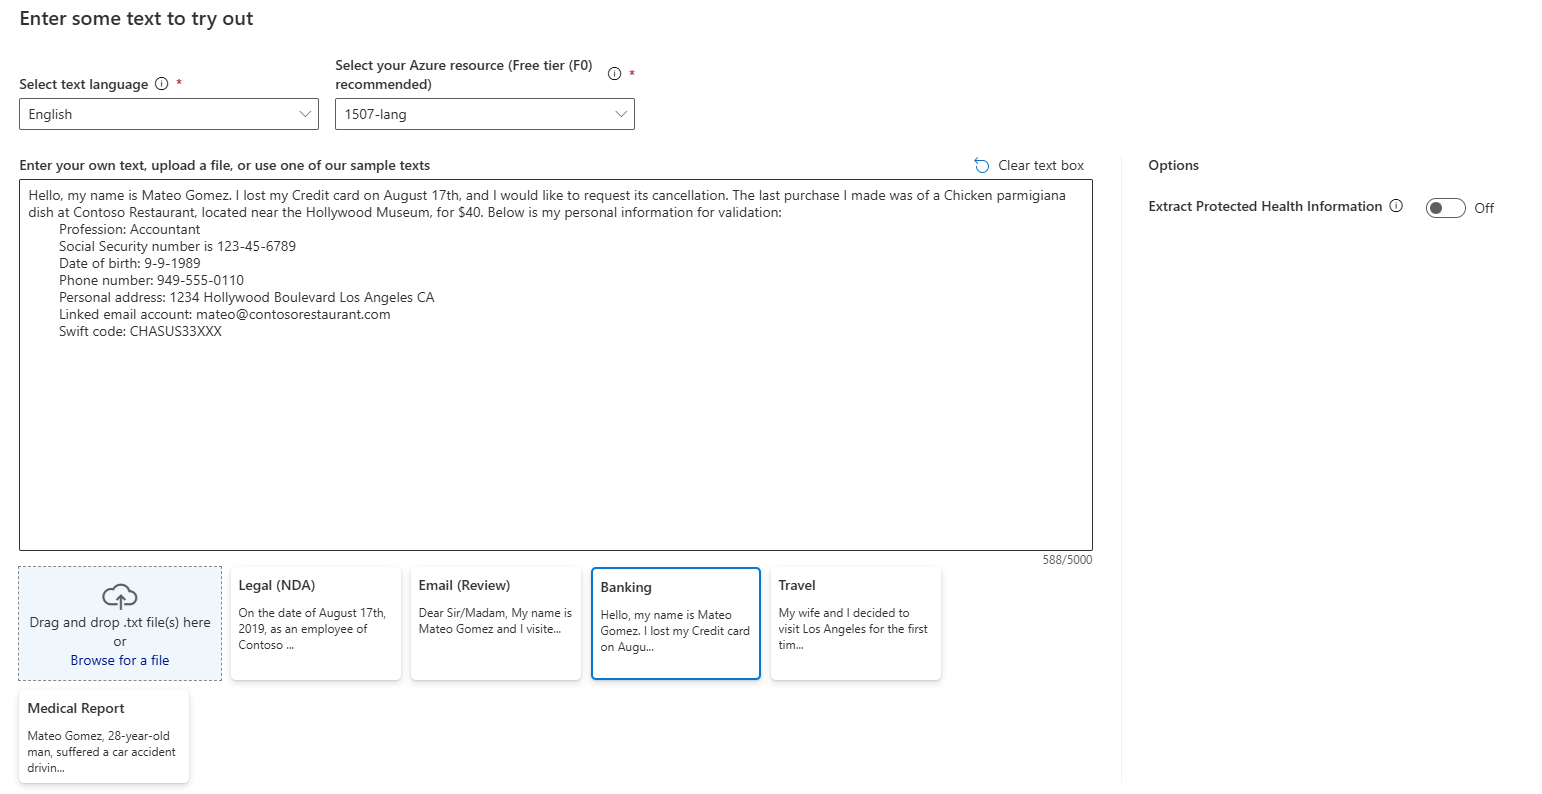 Enter some text to try out
Select text language *
Select your Azure resource (Free tier (F0)
recommended) *
English
1507-lang
Enter your own text, upload a file, or use one of our sample texts
Clear text box
Hello, my name is Mateo Gomez. I lost my Credit card on August 17th, and I would like to request its cancellation. The last purchase I made was of a Chicken parmigiana
dish at Contoso Restaurant, located near the Hollywood Museum, for $40. Below is my personal information for validation:
Profession: Accountant
Social Security number is 123-45-6789
Date of birth: 9-9-1989
Phone number: 949-555-0110
Personal address: 1234 Hollywood Boulevard Los Angeles CA
Linked email account: mateo@contosorestaurant.com
Swift code: CHASUS33XXX
588/5000
Options
Extract Protected Health Information
Off
Drag and drop .txt file(s) here
or
Browse for a file
Legal (NDA)
On the date of August 17th,
2019, as an employee of
Contoso ...
Email (Review)
Dear Sir/Madam, My name is
Mateo Gomez and I visite...
Banking
Hello, my name is Mateo
Gomez. I lost my Credit card
on Augu...
Travel
My wife and I decided to
visit Los Angeles for the first
tim...
Medical Report
Mateo Gomez, 28-year-old
man, suffered a car accident
drivin...